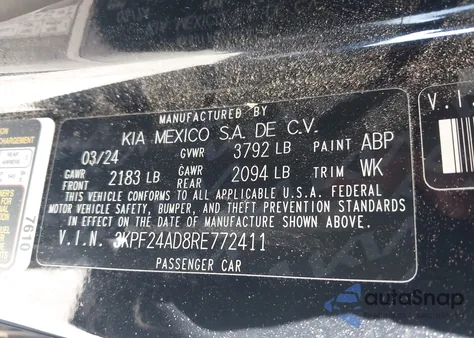 MANUFACTURED BY
KIA MEXICO S.A. DE C.V.
03/24 GVWR 3792 LB PAINT ABP
GAWR FRONT 2183 LB GAWR REAR 2094 LB TRIM WK
THIS VEHICLE CONFORMS TO ALL APPLICABLE U.S.A. FEDERAL
MOTOR VEHICLE SAFETY, BUMPER, AND THEFT PREVENTION STANDARDS
IN EFFECT ON THE DATE OF MANUFACTURE SHOWN ABOVE.
V.I.N. 3KPF24AD8RE772411
PASSENGER CAR
V.I
7610
autoSnap